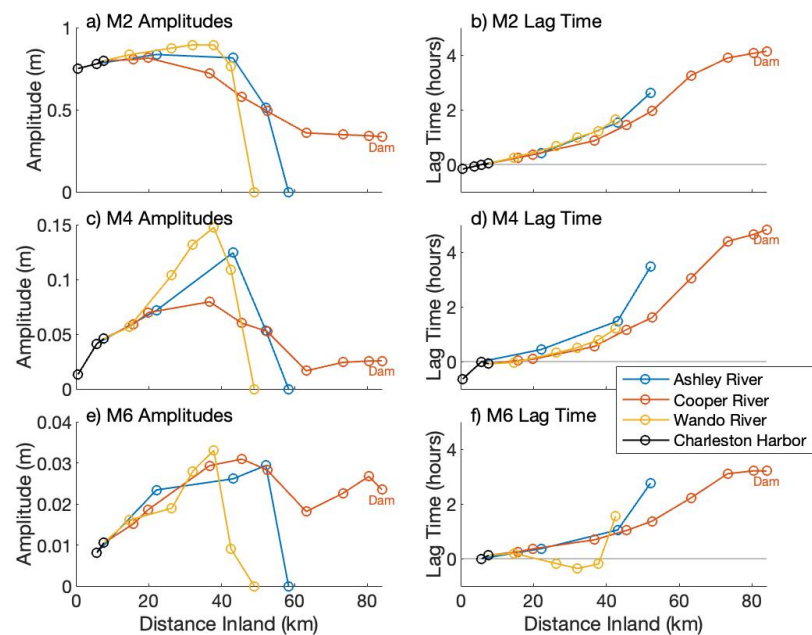 a) M2 Amplitudes
Amplitude (m)
1
0.5
0
Dam
b) M2 Lag Time
Lag Time (hours)
4
2
0
Dam
c) M4 Amplitudes
Amplitude (m)
0.15
0.1
0.05
0
d) M4 Lag Time
Lag Time (hours)
4
2
0
Dam
Ashley River
Cooper River
Wando River
Charleston Harbor
e) M6 Amplitudes
Amplitude (m)
0.04
0.03
0.02
0.01
0
Dam
0 20 40 60 80
Distance Inland (km)
f) M6 Lag Time
Lag Time (hours)
4
2
0
Dam
0 20 40 60 80
Distance Inland (km)